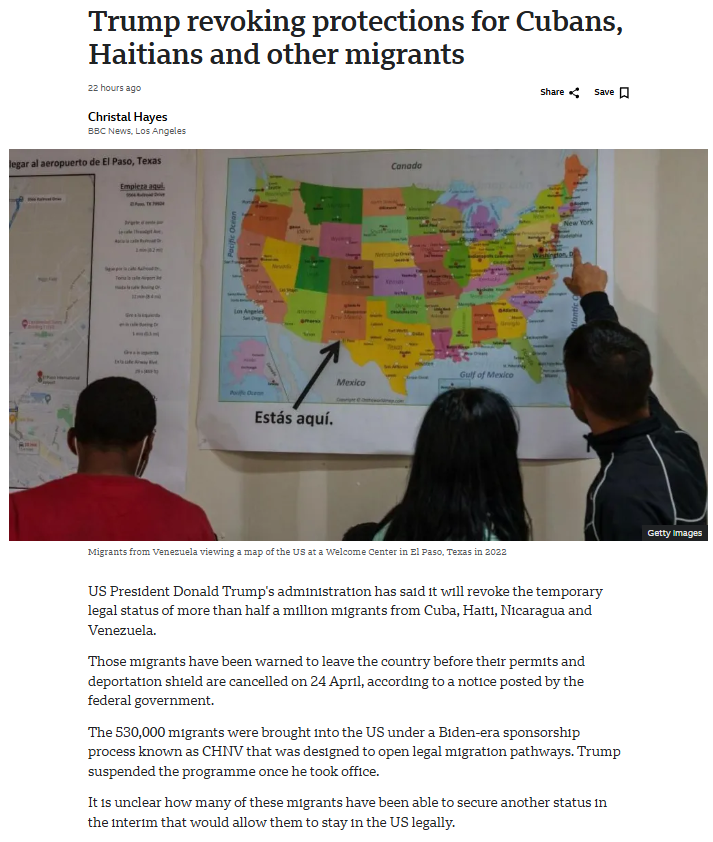 Trump revoking protections for Cubans,
Haitians and other migrants
22 hours ago
Share
Save
Christal Hayes
BBC News, Los Angeles
legar al aeropuerto de El Paso, Texas
Empieza aquí.
Canada
Pacific Ocean
New York
Washington, D
Los Angeles
San Diego
Mexico
Gulf of Mexico
Pacific Ocean
Estás aquí.
Getty Images
Migrants from Venezuela viewing a map of the US at a Welcome Center in El Paso, Texas in 2022
US President Donald Trump's administration has said it will revoke the temporary
legal status of more than half a million migrants from Cuba, Haiti, Nicaragua and
Venezuela.
Those migrants have been warned to leave the country before their permits and
deportation shield are cancelled on 24 April, according to a notice posted by the
federal government.
The 530,000 migrants were brought into the US under a Biden-era sponsorship
process known as CHNV that was designed to open legal migration pathways. Trump
suspended the programme once he took office.
It is unclear how many of these migrants have been able to secure another status in
the interim that would allow them to stay in the US legally.